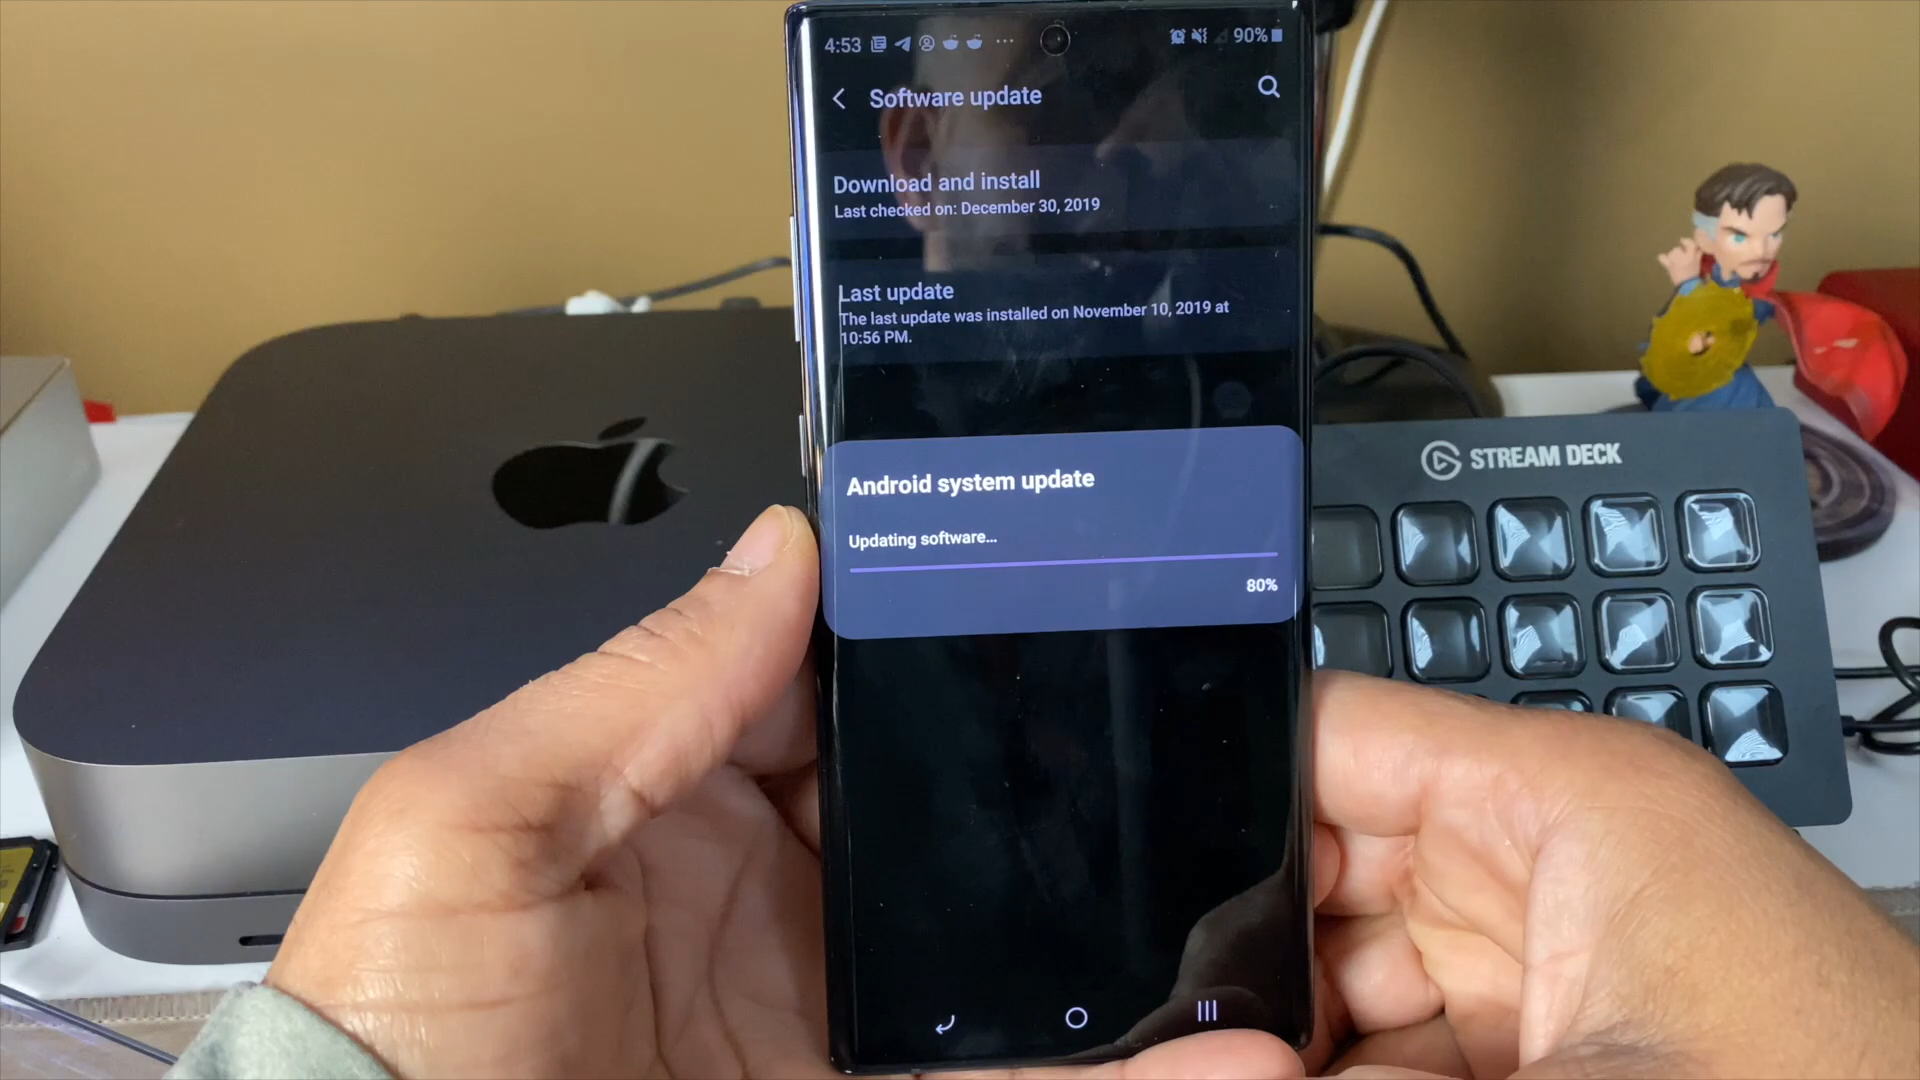 4:53
90%
Software update
Download and install
Last checked on: December 30, 2019
Last update
The last update was installed on November 10, 2019 at
10:56 PM.
STREAM DECK
Android system update
Updating software...
80%